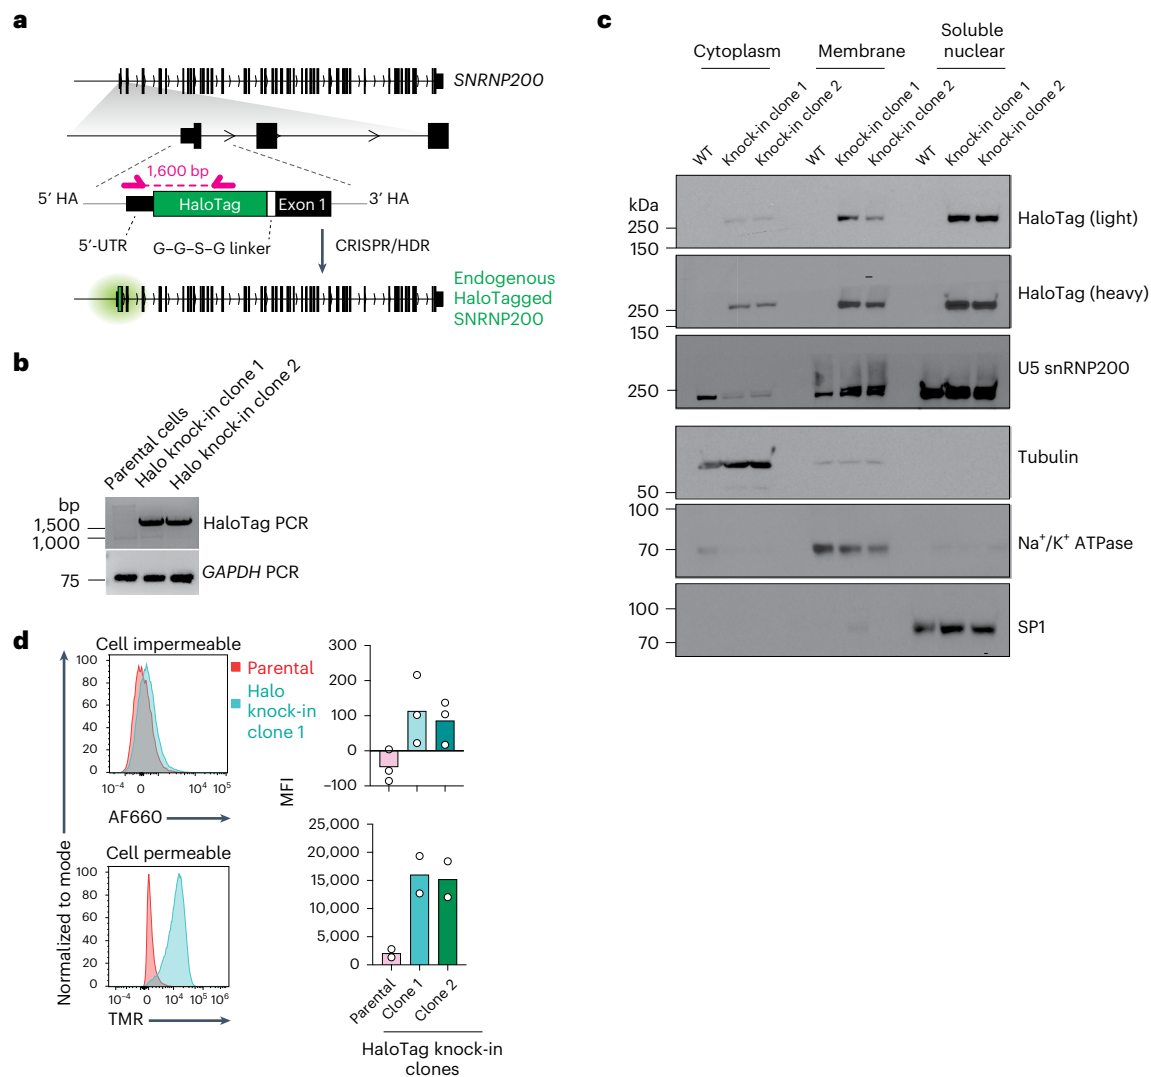 a
SNRNP200
1,600 bp
5′ HA
HaloTag
Exon 1
3′ HA
5′-UTR
G–G–S–G linker
CRISPR/HDR
Endogenous
HaloTagged
SNRNP200
b
Parental cells
Halo knock-in clone 1
Halo knock-in clone 2
bp
1,500
1,000
HaloTag PCR
75
GAPDH PCR
c
Cytoplasm
Membrane
Soluble
nuclear
WT
Knock-in clone 1
Knock-in clone 2
WT
Knock-in clone 1
Knock-in clone 2
WT
Knock-in clone 1
Knock-in clone 2
kDa
250
150
HaloTag (light)
250
150
HaloTag (heavy)
250
U5 snRNP200
50
Tubulin
100
70
Na+/K+ ATPase
100
70
SP1
d
Normalized to mode
Cell impermeable
100
80
60
40
20
0
10−4 0 104 105
AF660
Parental
Halo
knock-in
clone 1
Cell permeable
100
80
60
40
20
0
10−4 0 104 105 106
TMR
MFI
300
200
100
0
−100
25,000
20,000
15,000
10,000
5,000
0
Parental
Clone 1
Clone 2
HaloTag knock-in
clones